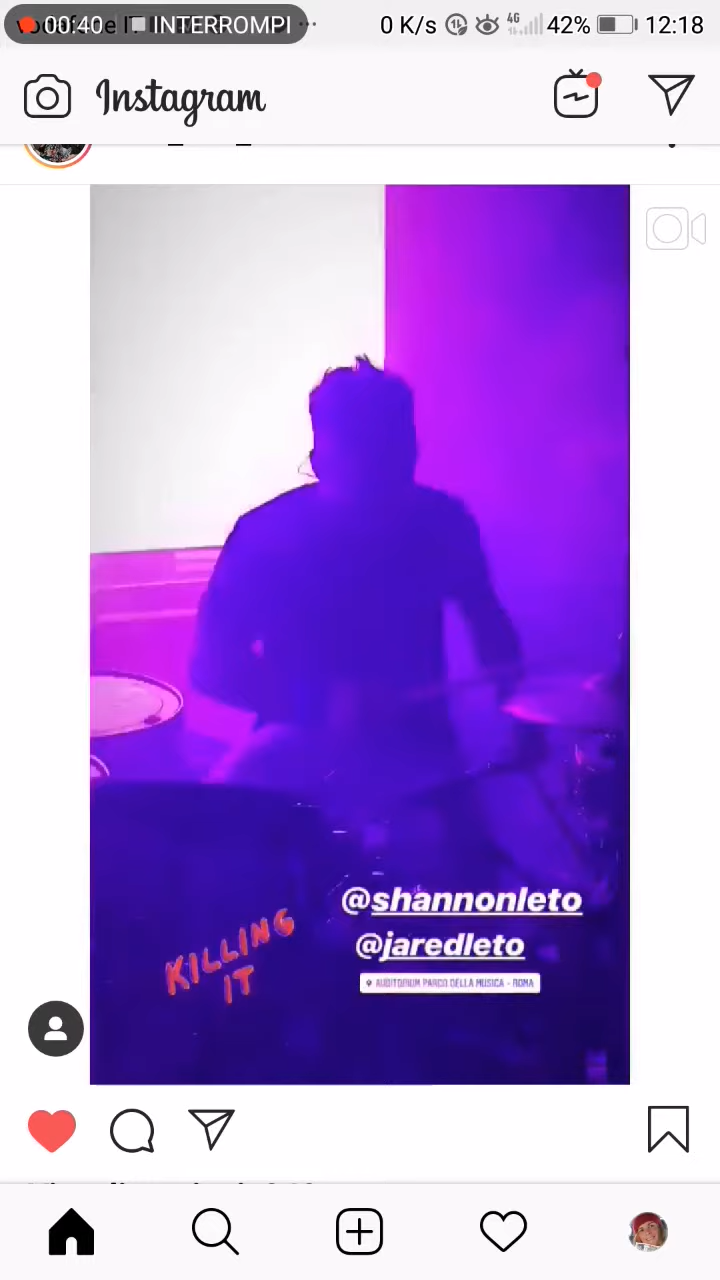 00:40 INTERROMPI ... 0 K/s 4G 42% 12:18
Instagram
@shannonleto
@jaredleto
AUDITORIUM PARCO DELLA MUSICA - ROMA
KILLING
IT